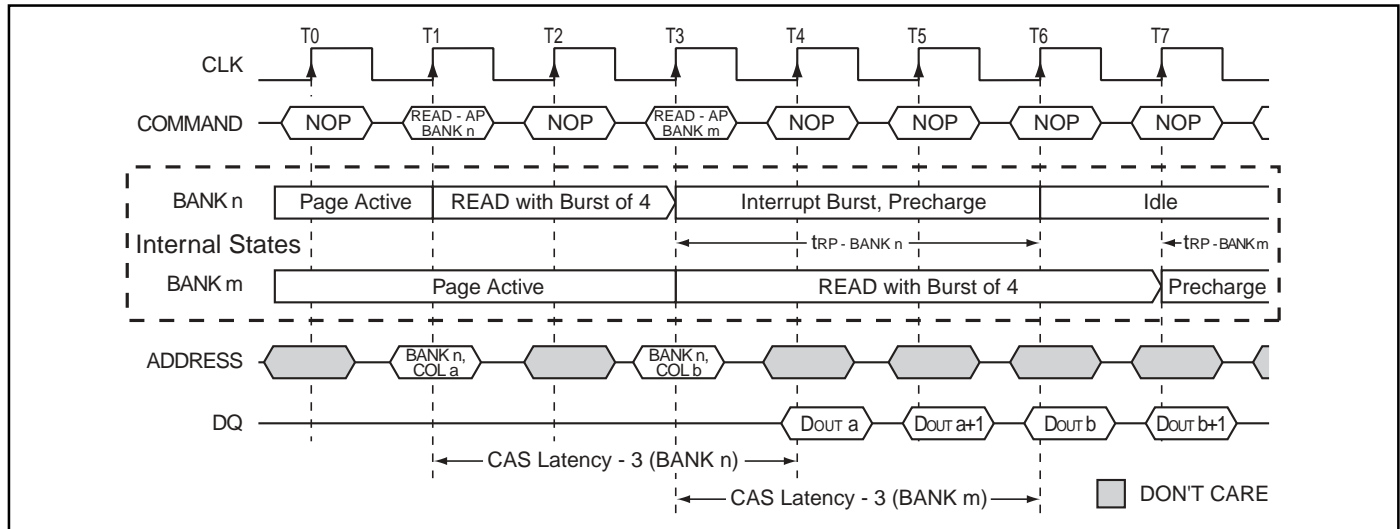 T0 T1 T2 T3 T4 T5 T6 T7
CLK
COMMAND NOP READ - AP BANK n NOP READ - AP BANK m NOP NOP NOP NOP
BANK n Page Active READ with Burst of 4 Interrupt Burst, Precharge Idle
Internal States tRP - BANK n tRP - BANK m
BANK m Page Active READ with Burst of 4 Precharge
ADDRESS BANK n, COL a BANK n, COL b
DQ DOUT a DOUT a+1 DOUT b DOUT b+1
CAS Latency - 3 (BANK n)
CAS Latency - 3 (BANK m) DON'T CARE